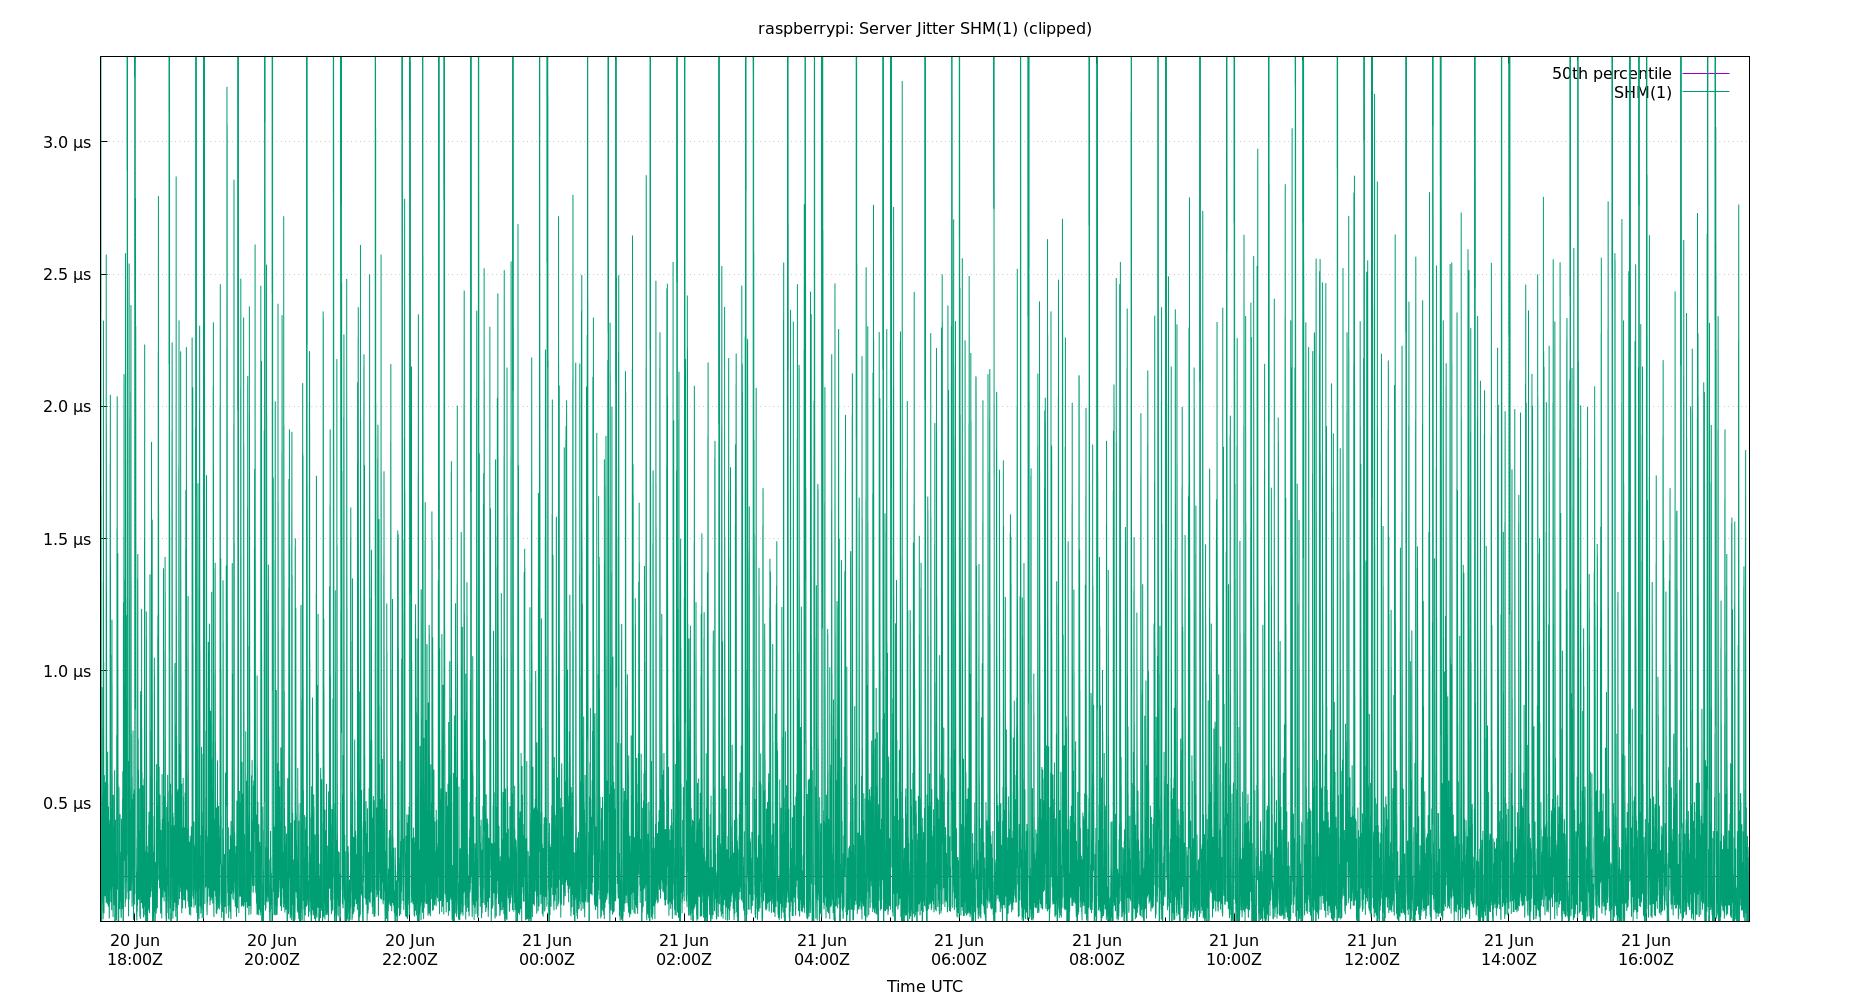 raspberrypi: Server Jitter SHM(1) (clipped)
50th percentile
SHM(1)
3.0 µs
2.5 µs
2.0 µs
1.5 µs
1.0 µs
0.5 µs
20 Jun 20 Jun 20 Jun 21 Jun 21 Jun 21 Jun 21 Jun 21 Jun 21 Jun 21 Jun 21 Jun 21 Jun
18:00Z 20:00Z 22:00Z 00:00Z 02:00Z 04:00Z 06:00Z 08:00Z 10:00Z 12:00Z 14:00Z 16:00Z
Time UTC